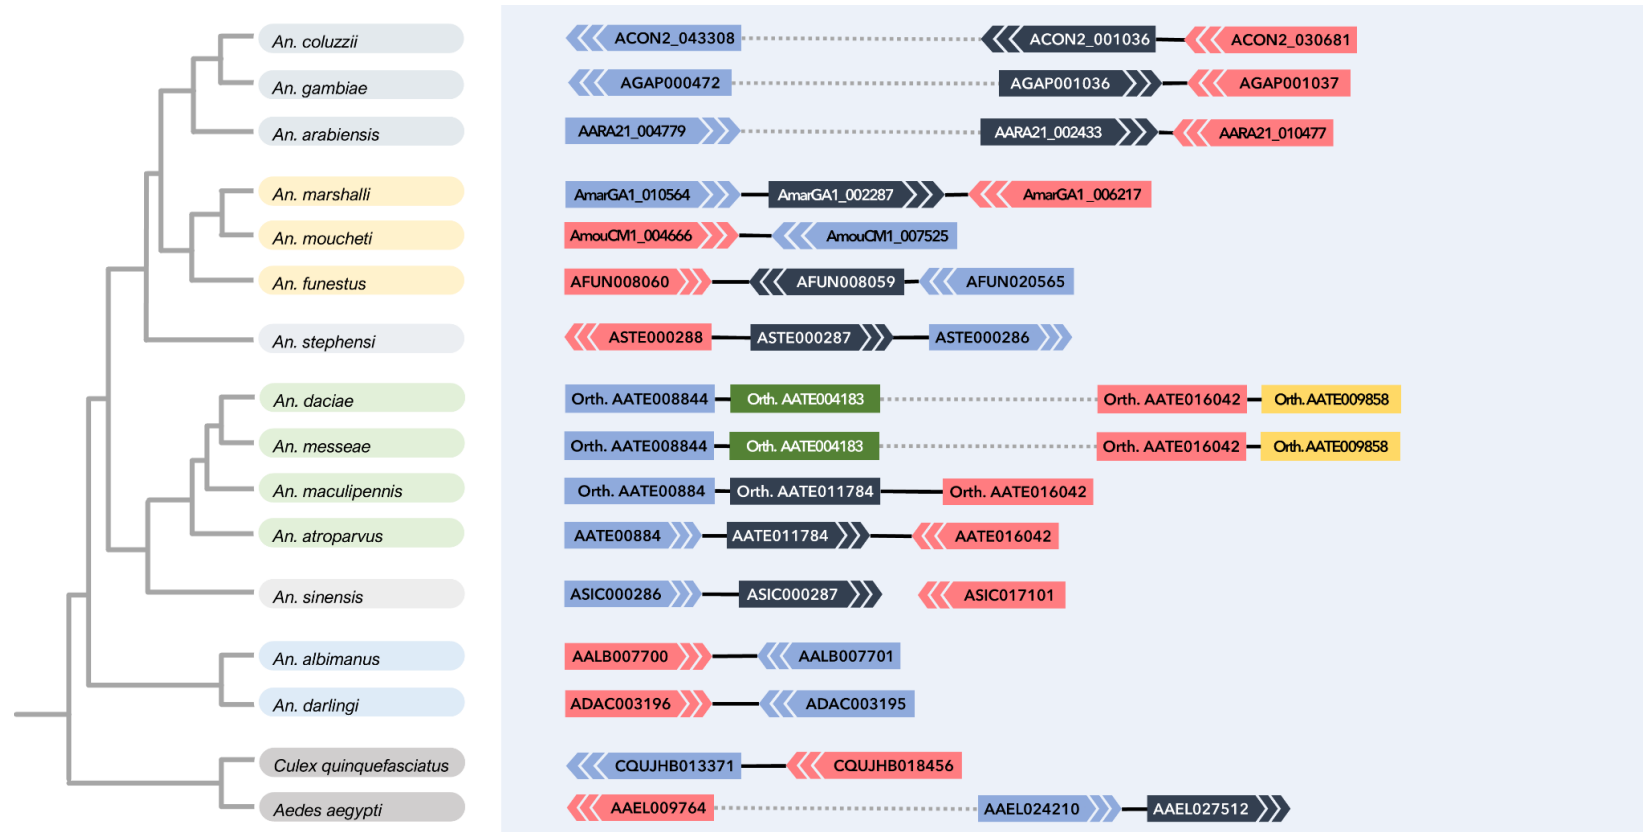 An. coluzzii ACON2_043308 ACON2_001036 ACON2_030681
An. gambiae AGAP000472 AGAP001036 AGAP001037
An. arabiensis AARA21_004779 AARA21_002433 AARA21_010477
An. marshalli AmarGA1_010564 AmarGA1_002287 AmarGA1_006217
An. moucheti AmouCM1_004666 AmouCM1_007525
An. funestus AFUN008060 AFUN008059 AFUN020565
An. stephensi ASTE000288 ASTE000287 ASTE000286
An. daciae Orth. AATE008844 Orth. AATE004183 Orth. AATE016042 Orth. AATE009858
An. messeae Orth. AATE008844 Orth. AATE004183 Orth. AATE016042 Orth. AATE009858
An. maculipennis Orth. AATE00884 Orth. AATE011784 Orth. AATE016042
An. atroparvus AATE00884 AATE011784 AATE016042
An. sinensis ASIC000286 ASIC000287 ASIC017101
An. albimanus AALB007700 AALB007701
An. darlingi ADAC003196 ADAC003195
Culex quinquefasciatus CQUJHB013371 CQUJHB018456
Aedes aegypti AAEL009764 AAEL024210 AAEL027512